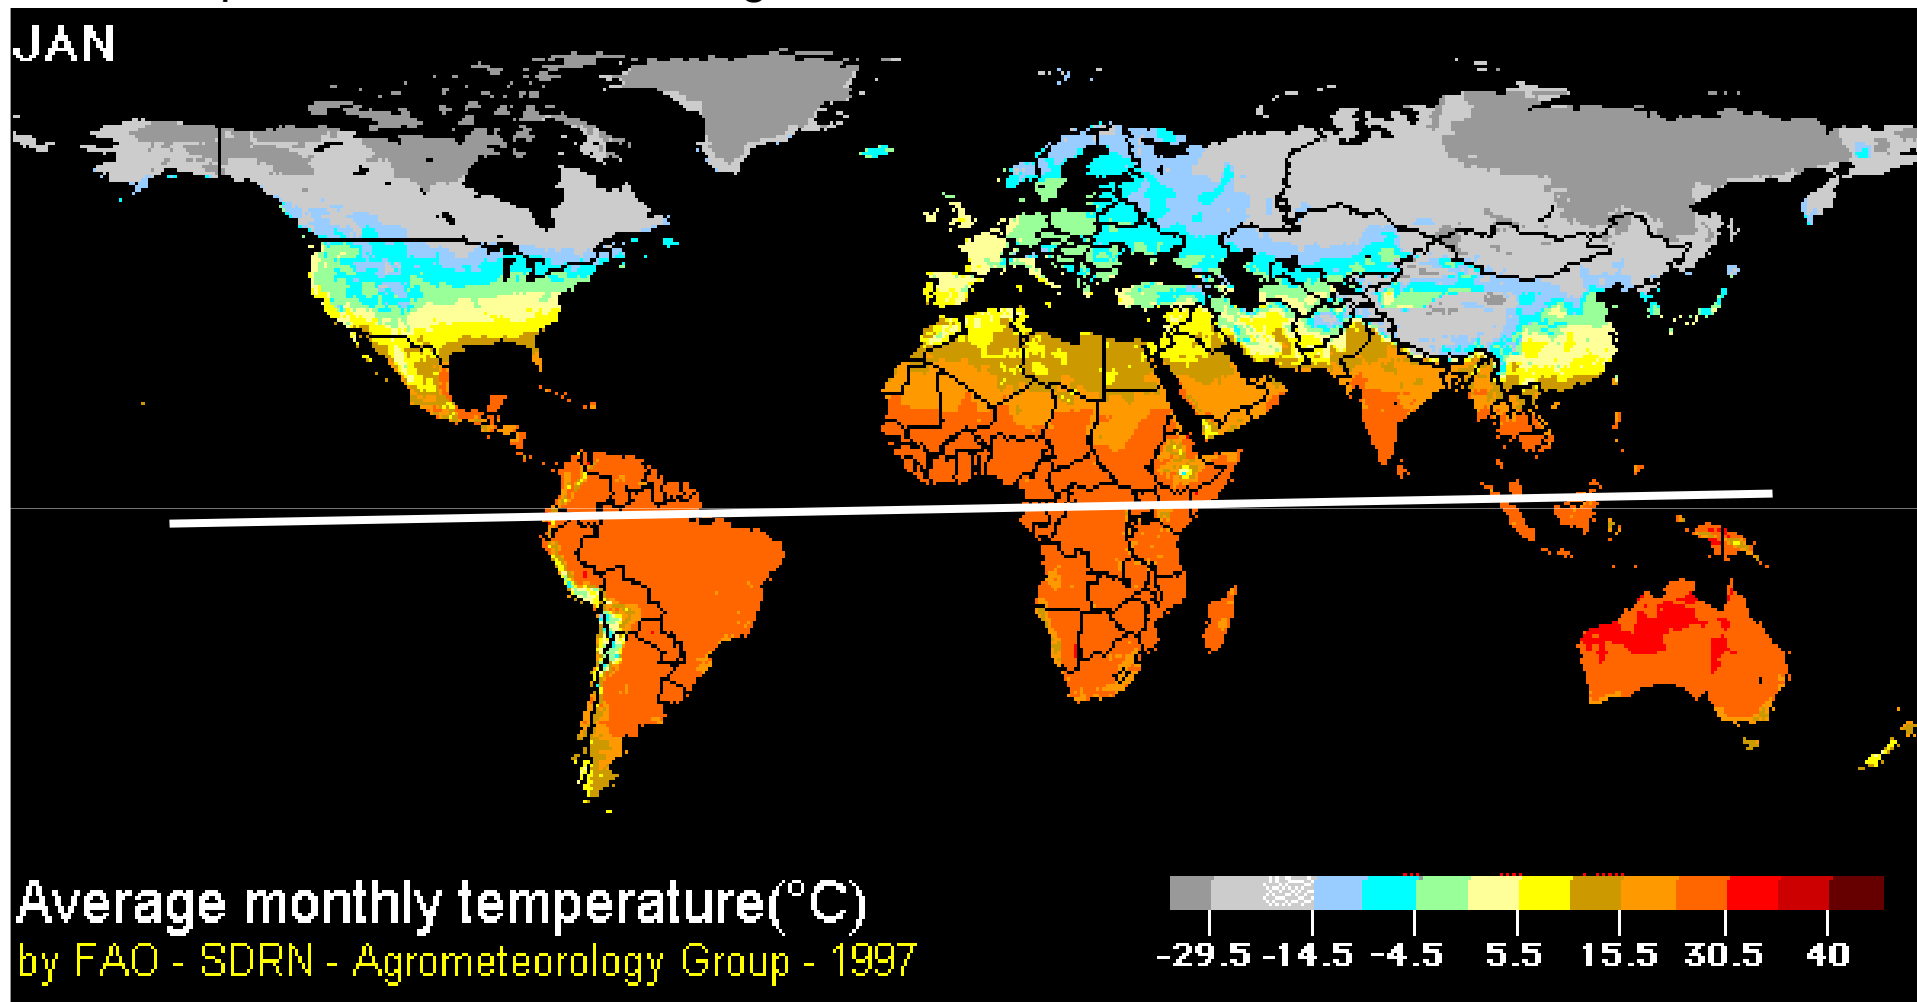 JAN
Average monthly temperature(°C)
by FAO - SDRN - Agrometeorology Group - 1997
-29.5 -14.5 -4.5 5.5 15.5 30.5 40